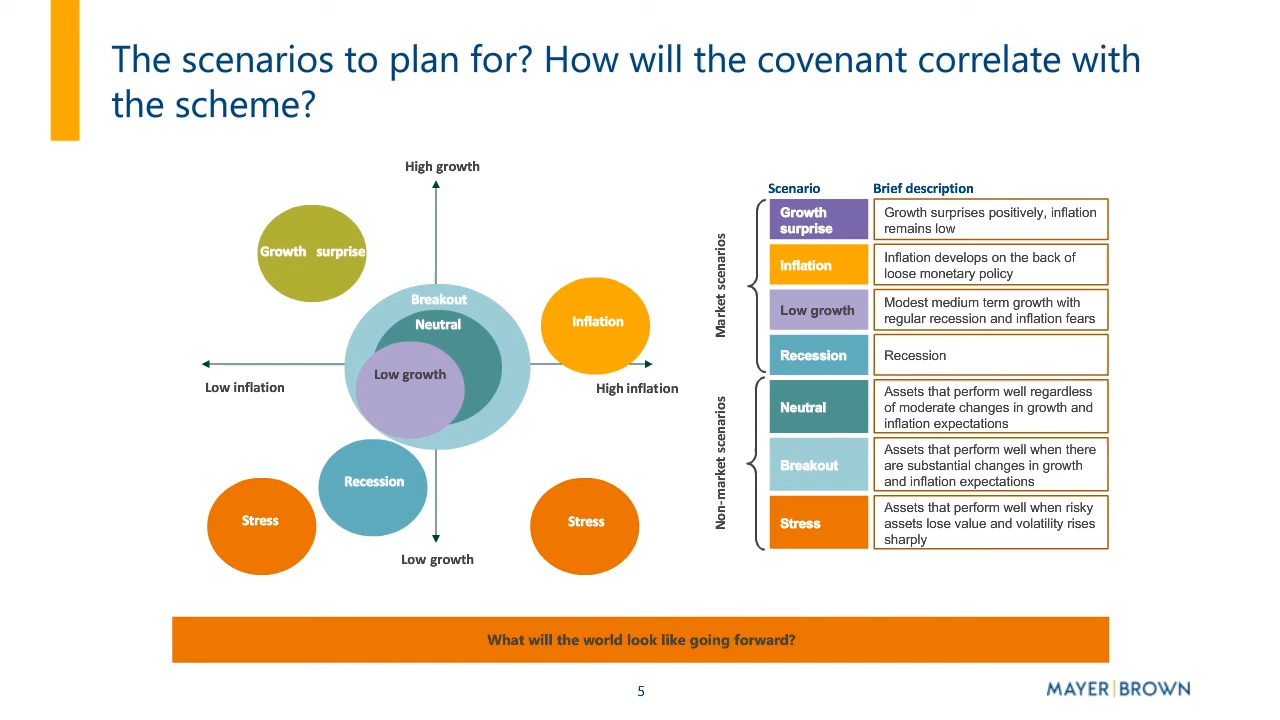 The scenarios to plan for? How will the covenant correlate with
the scheme?
High growth
Growth surprise
Breakout
Neutral
Inflation
Low growth
Low inflation
High inflation
Recession
Stress
Stress
Low growth
Scenario
Brief description
Market scenarios
Growth
surprise
Growth surprises positively, inflation
remains low
Inflation
Inflation develops on the back of
loose monetary policy
Low growth
Modest medium term growth with
regular recession and inflation fears
Recession
Recession
Non-market scenarios
Neutral
Assets that perform well regardless
of moderate changes in growth and
inflation expectations
Breakout
Assets that perform well when there
are substantial changes in growth
and inflation expectations
Stress
Assets that perform well when risky
assets lose value and volatility rises
sharply
What will the world look like going forward?
5
MAYER|BROWN